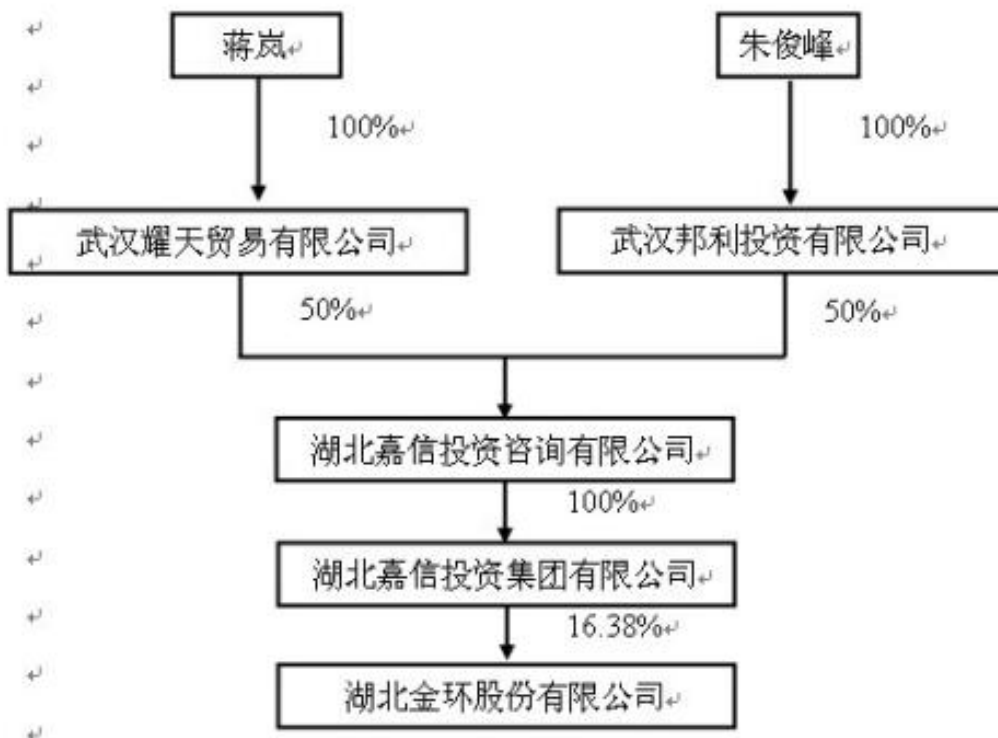 蒋岚
朱俊峰
100%
100%
武汉耀天贸易有限公司
武汉邦利投资有限公司
50%
50%
湖北嘉信投资咨询有限公司
100%
湖北嘉信投资集团有限公司
16.38%
湖北金环股份有限公司